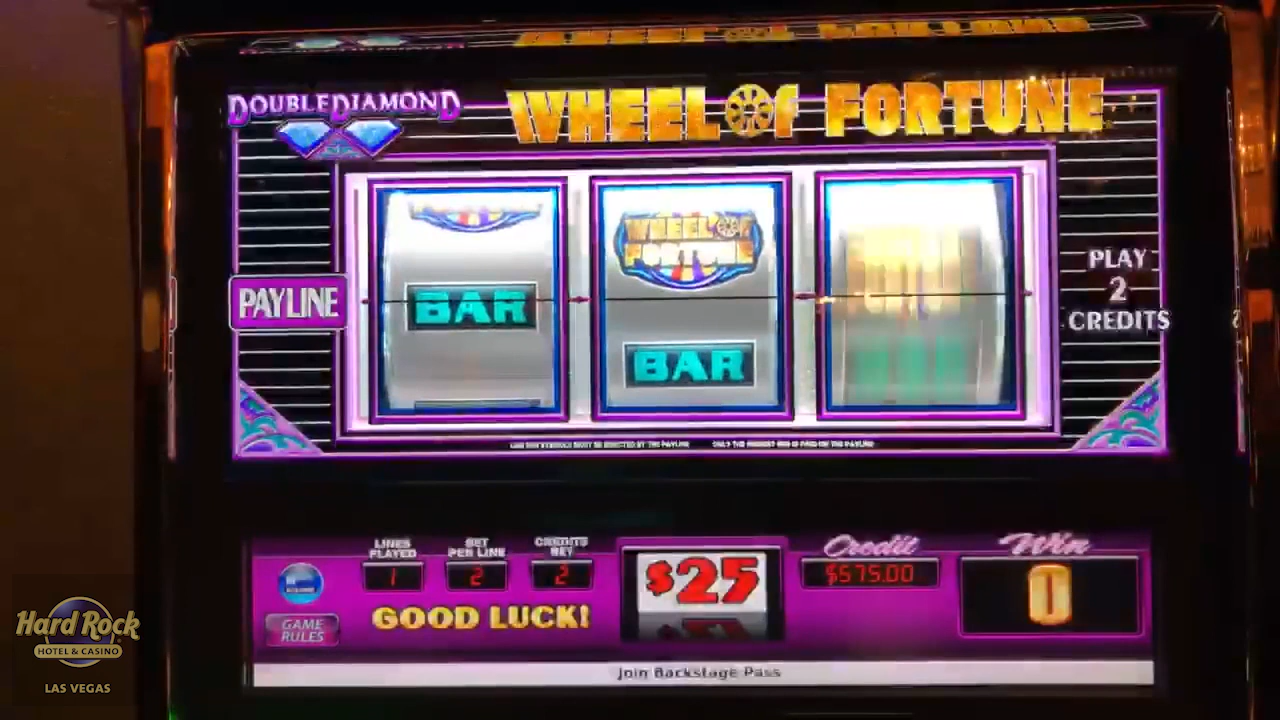 DOUBLE DIAMOND
WHEEL OF FORTUNE
WHEEL OF
FORTUNE
BAR
BAR
PAYLINE
PLAY
2
CREDITS
LINES
PLAYED
BET
PER LINE
CREDITS
BET
1
2
2
GOOD LUCK!
GAME
RULES
$25
Credit
$575.00
Win
0
Join Backstage Pass
Hard Rock
HOTEL & CASINO
LAS VEGAS